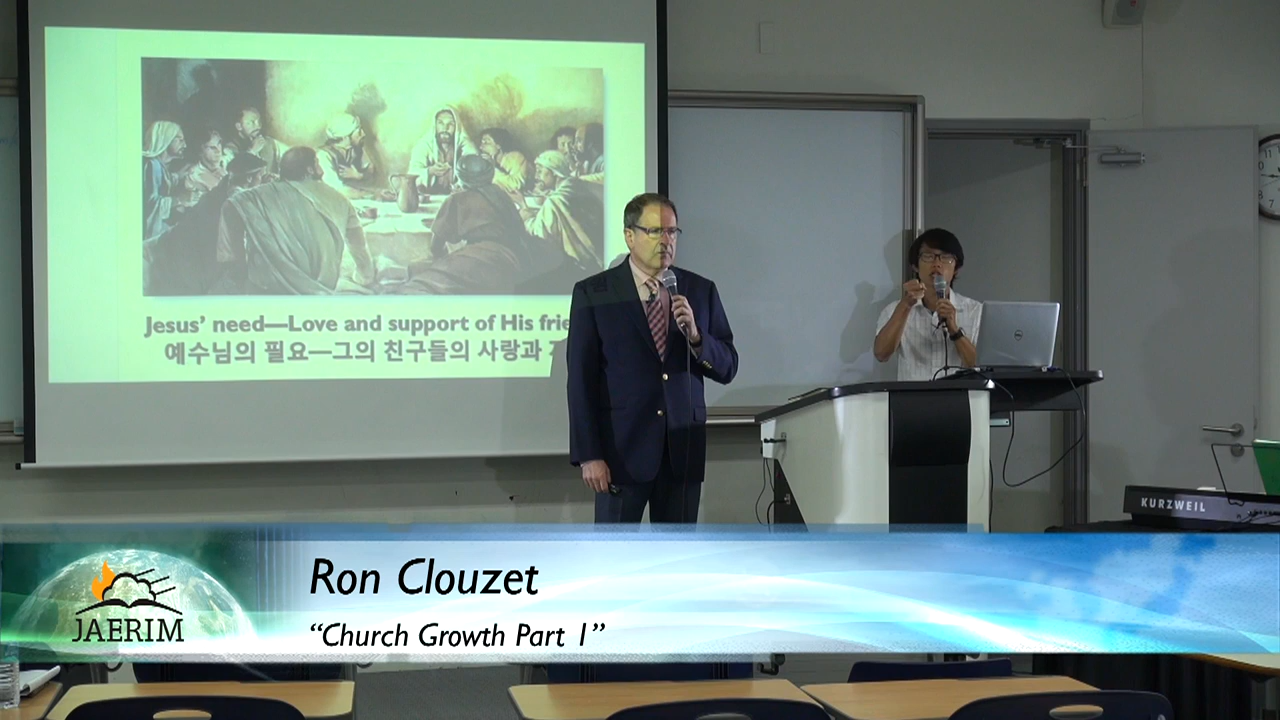 Jesus' need—Love and support of His
예수님의 필요—그의 친구들의 사랑과
DELL
KURZWEIL
Ron Clouzet
“Church Growth Part 1”
JAERIM